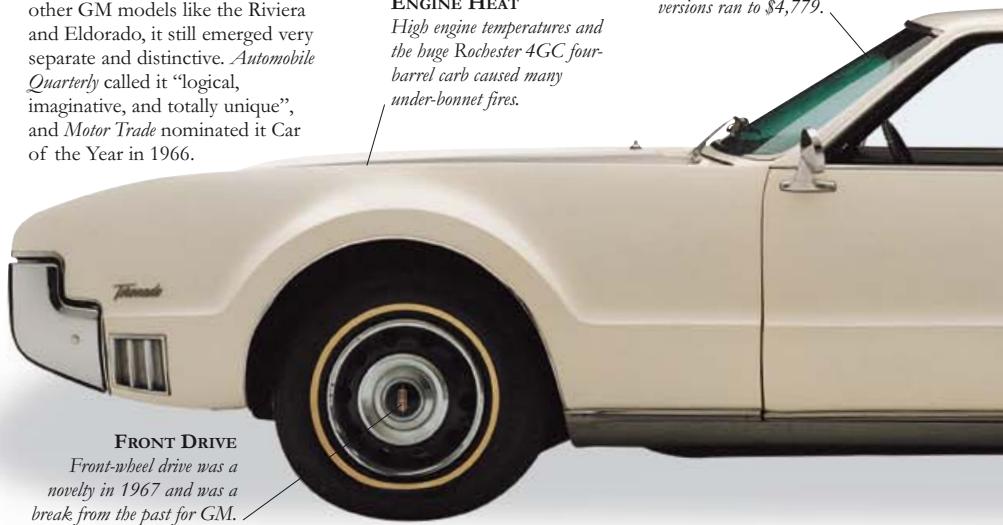 other GM models like the Riviera
and Eldorado, it still emerged very
separate and distinctive. Automobile
Quarterly called it “logical,
imaginative, and totally unique”,
and Motor Trade nominated it Car
of the Year in 1966.
ENGINE HEAT
High engine temperatures and
the huge Rochester 4GC four-
barrel carb caused many
under-bonnet fires.
versions ran to $4,779.
Toronado
FRONT DRIVE
Front-wheel drive was a
novelty in 1967 and was a
break from the past for GM.